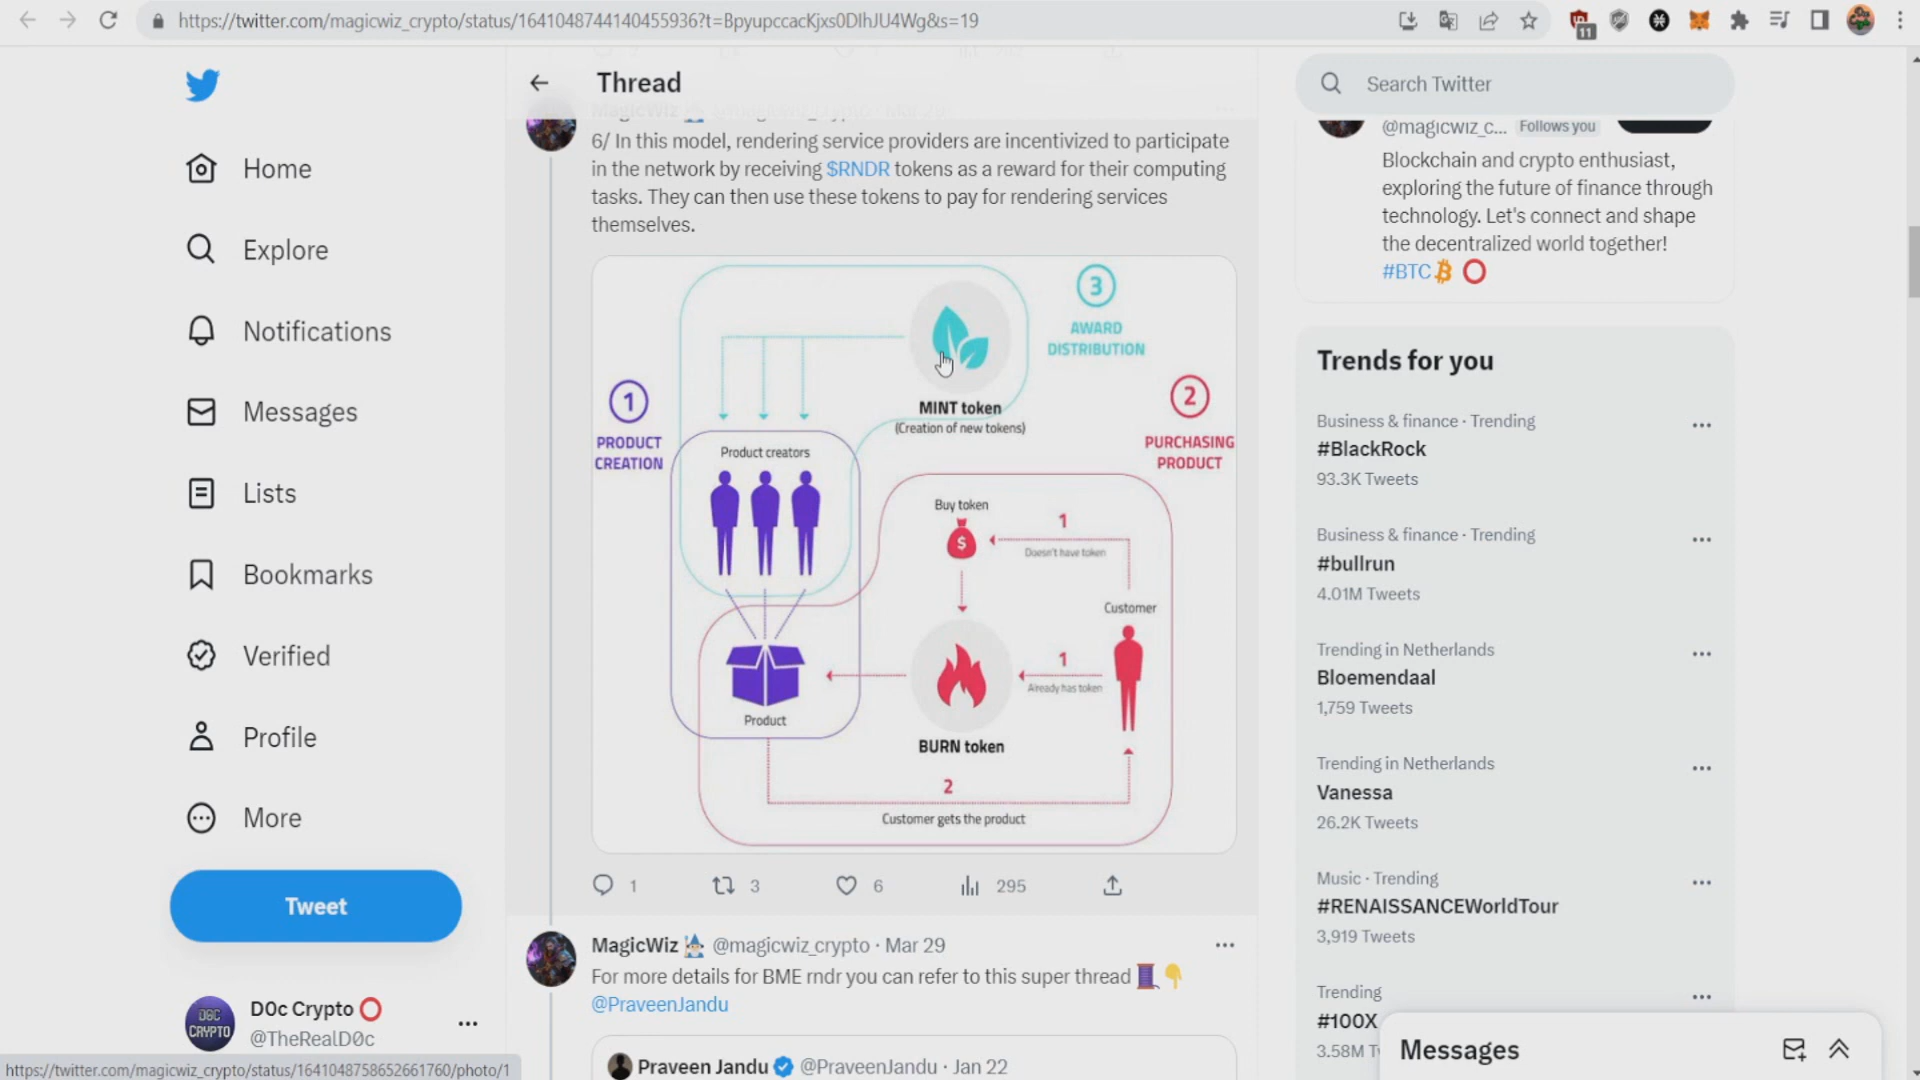 https://twitter.com/magicwiz_crypto/status/1641048744140455936?t=BpyupccacKjxs0DlhJU4Wg&s=19
11
Home
Explore
Notifications
Messages
Lists
Bookmarks
Verified
Profile
More
Tweet
D0c Crypto
@TheRealD0c
D0C
CRYPTO
https://twitter.com/magicwiz_crypto/status/1641048758652661760/photo/1
Thread
6/ In this model, rendering service providers are incentivized to participate
in the network by receiving $RNDR tokens as a reward for their computing
tasks. They can then use these tokens to pay for rendering services
themselves.
3
AWARD
DISTRIBUTION
MINT token
(Creation of new tokens)
1
PRODUCT
CREATION
2
PURCHASING
PRODUCT
Product creators
Buy token
$
1
Doesn't have token
Customer
1
Already has token
Product
BURN token
2
Customer gets the product
1
3
6
295
MagicWiz @magicwiz_crypto · Mar 29
For more details for BME rndr you can refer to this super thread
@PraveenJandu
Praveen Jandu @PraveenJandu · Jan 22
Search Twitter
@magicwiz_c... Follows you
Blockchain and crypto enthusiast,
exploring the future of finance through
technology. Let's connect and shape
the decentralized world together!
#BTC
Trends for you
Business & finance · Trending
#BlackRock
93.3K Tweets
Business & finance · Trending
#bullrun
4.01M Tweets
Trending in Netherlands
Bloemendaal
1,759 Tweets
Trending in Netherlands
Vanessa
26.2K Tweets
Music · Trending
#RENAISSANCEWorldTour
3,919 Tweets
Trending
#100X
3.58M
Messages